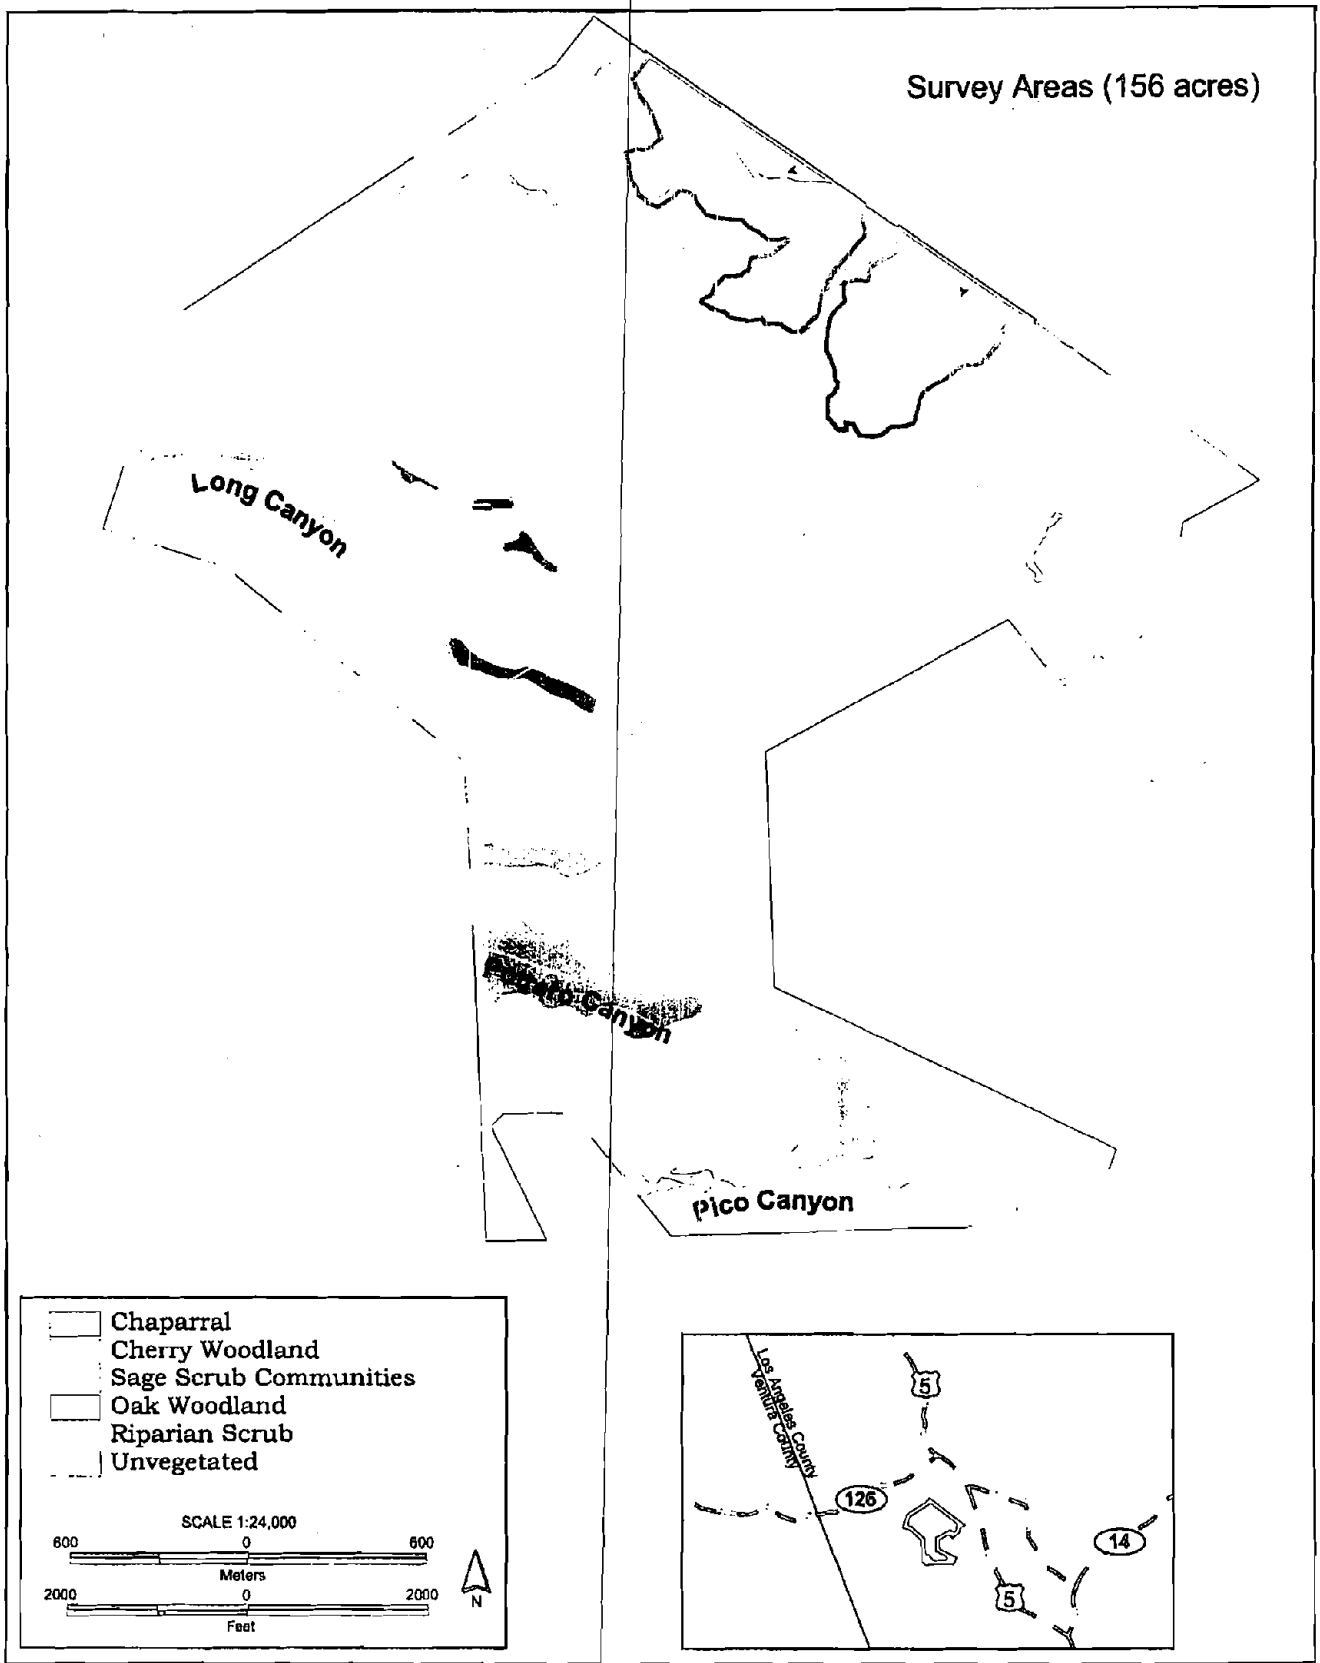 Survey Areas (156 acres)
Long Canyon
Canyon
Pico Canyon
Chaparral
Cherry Woodland
Sage Scrub Communities
Oak Woodland
Riparian Scrub
Unvegetated
SCALE 1:24,000
600 0 600
Meters
2000 0 2000
Feet
N
Los Angeles County
Ventura County
5
126
14
5